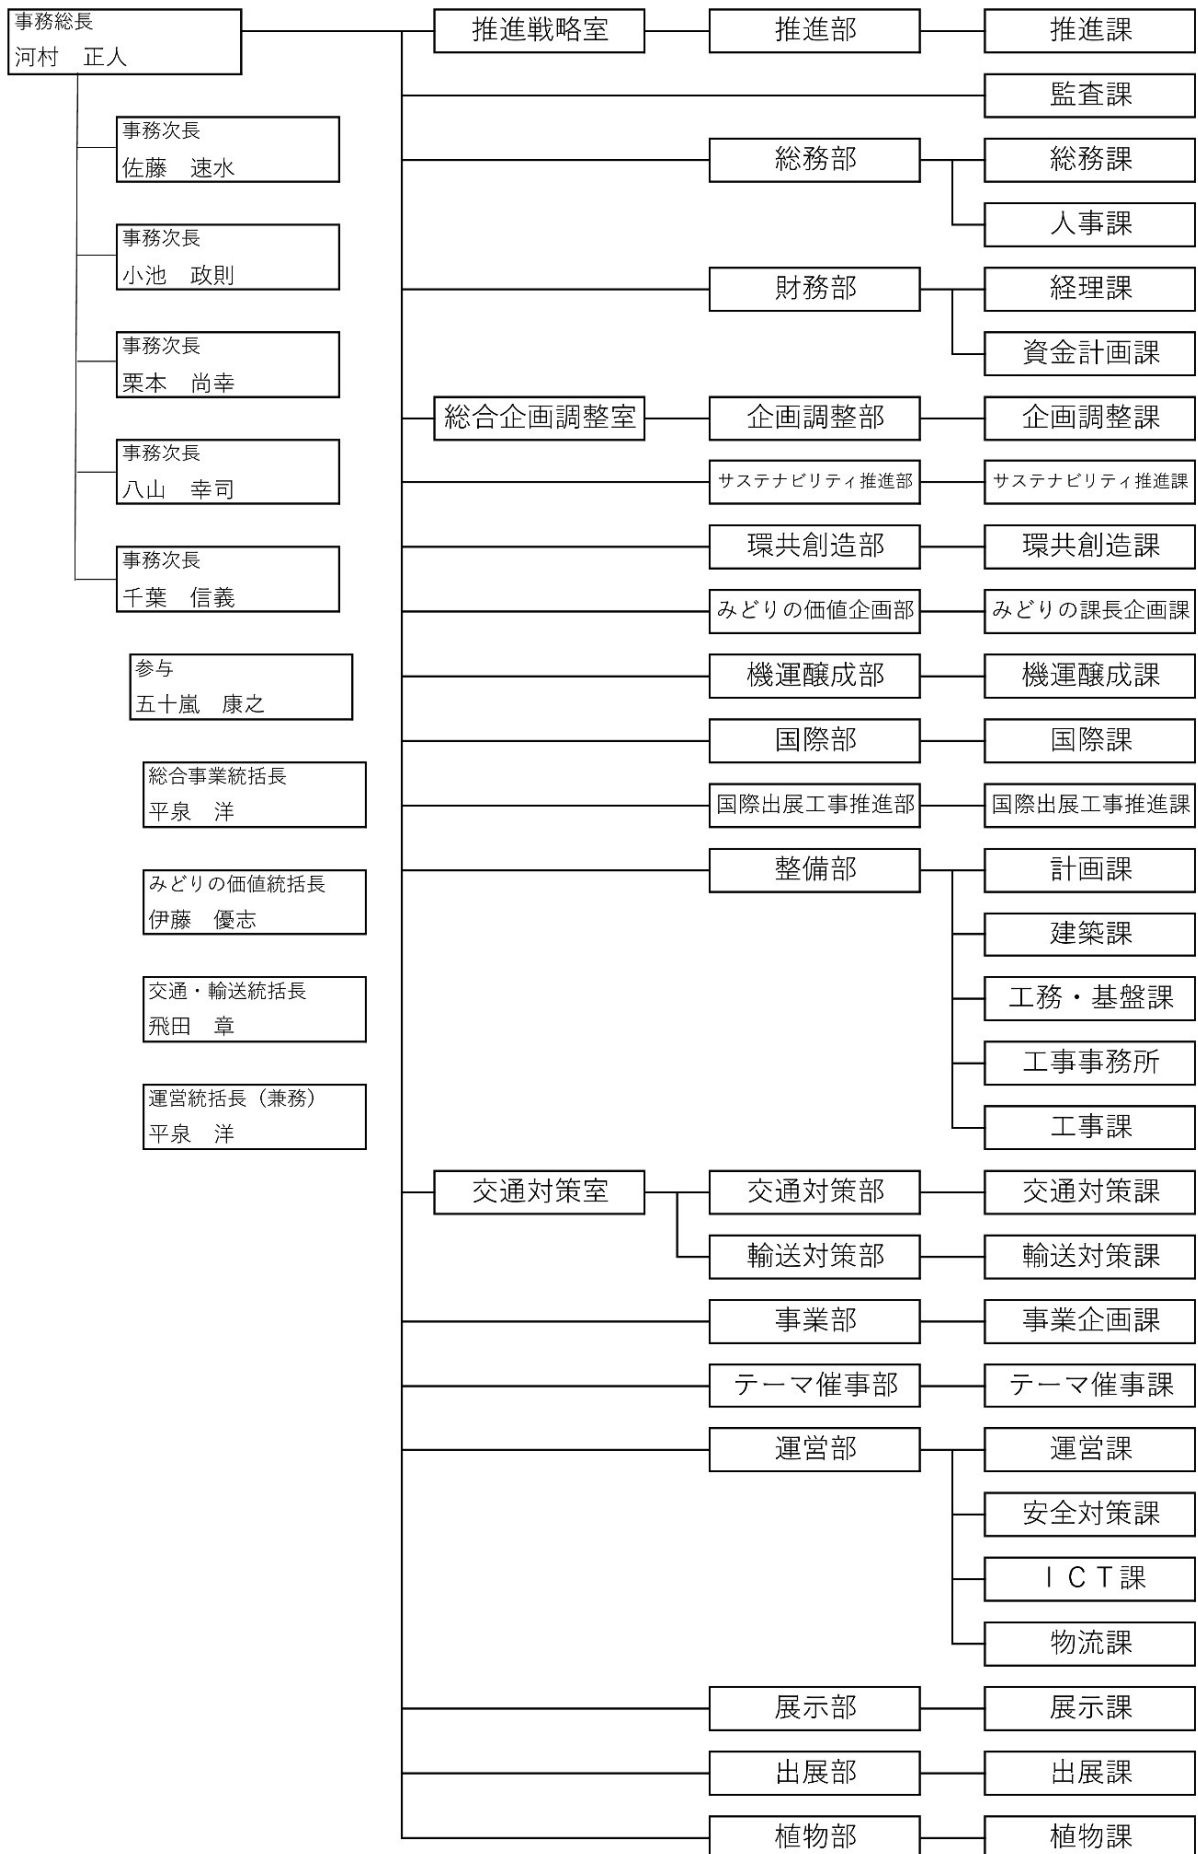 事務総長
河村　正人
事務次長
佐藤　速水
事務次長
小池　政則
事務次長
栗本　尚幸
事務次長
八山　幸司
事務次長
千葉　信義
参与
五十嵐　康之
総合事業統括長
平泉　洋
みどりの価値統括長
伊藤　優志
交通・輸送統括長
飛田　章
運営統括長（兼務）
平泉　洋
推進戦略室　推進部　推進課
監査課
総務部　総務課
人事課
財務部　経理課
資金計画課
総合企画調整室　企画調整部　企画調整課
サステナビリティ推進部　サステナビリティ推進課
環共創造部　環共創造課
みどりの価値企画部　みどりの課長企画課
機運醸成部　機運醸成課
国際部　国際課
国際出展工事推進部　国際出展工事推進課
整備部　計画課
建築課
工務・基盤課
工事事務所
工事課
交通対策室　交通対策部　交通対策課
輸送対策部　輸送対策課
事業部　事業企画課
テーマ催事部　テーマ催事課
運営部　運営課
安全対策課
ＩＣＴ課
物流課
展示部　展示課
出展部　出展課
植物部　植物課